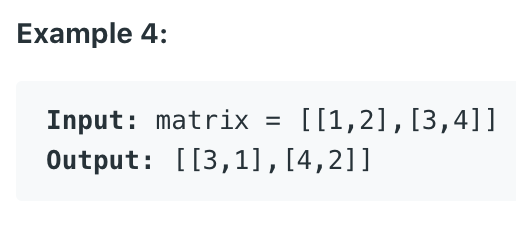 Example 4:
Input: matrix = [[1,2],[3,4]]
Output: [[3,1],[4,2]]